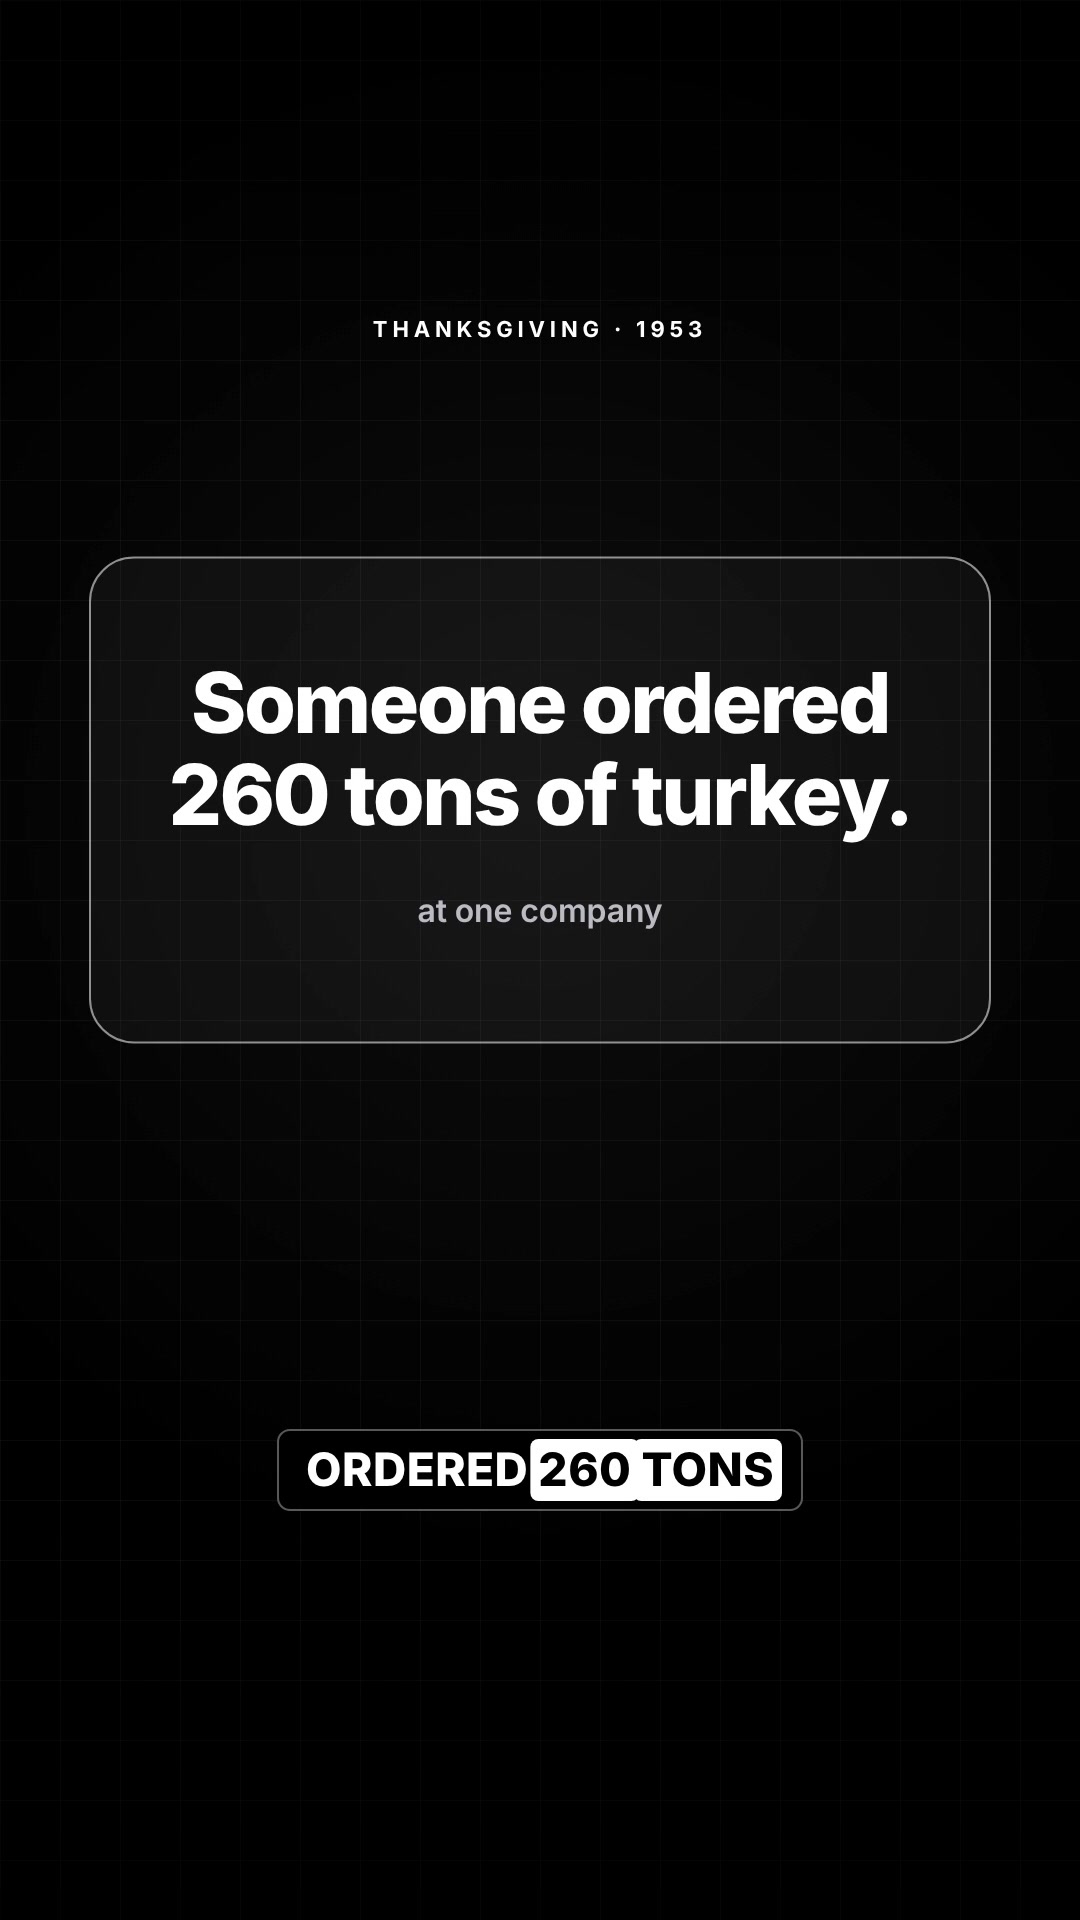 THANKSGIVING · 1953
Someone ordered
260 tons of turkey.
at one company
ORDERED 260 TONS